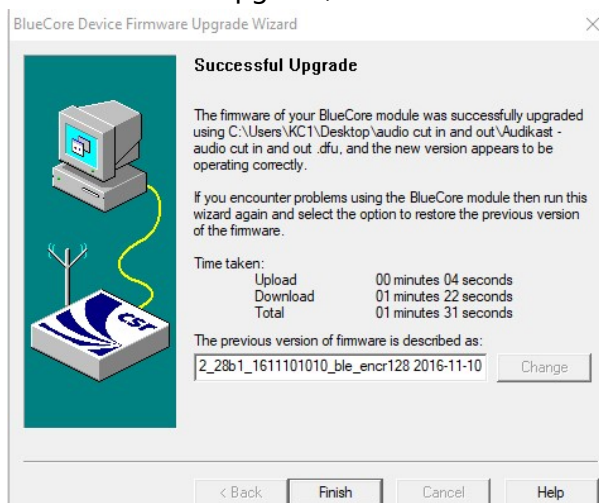 BlueCore Device Firmware Upgrade Wizard
Successful Upgrade
The firmware of your BlueCore module was successfully upgraded
using C:\Users\KC1\Desktop\audio cut in and out\Audikast -
audio cut in and out .dfu, and the new version appears to be
operating correctly.
If you encounter problems using the BlueCore module then run this
wizard again and select the option to restore the previous version
of the firmware.
Time taken:
Upload 00 minutes 04 seconds
Download 01 minutes 22 seconds
Total 01 minutes 31 seconds
The previous version of firmware is described as:
2_28b1_1611101010_ble_encr128 2016-11-10 Change
CSR
< Back Finish Cancel Help